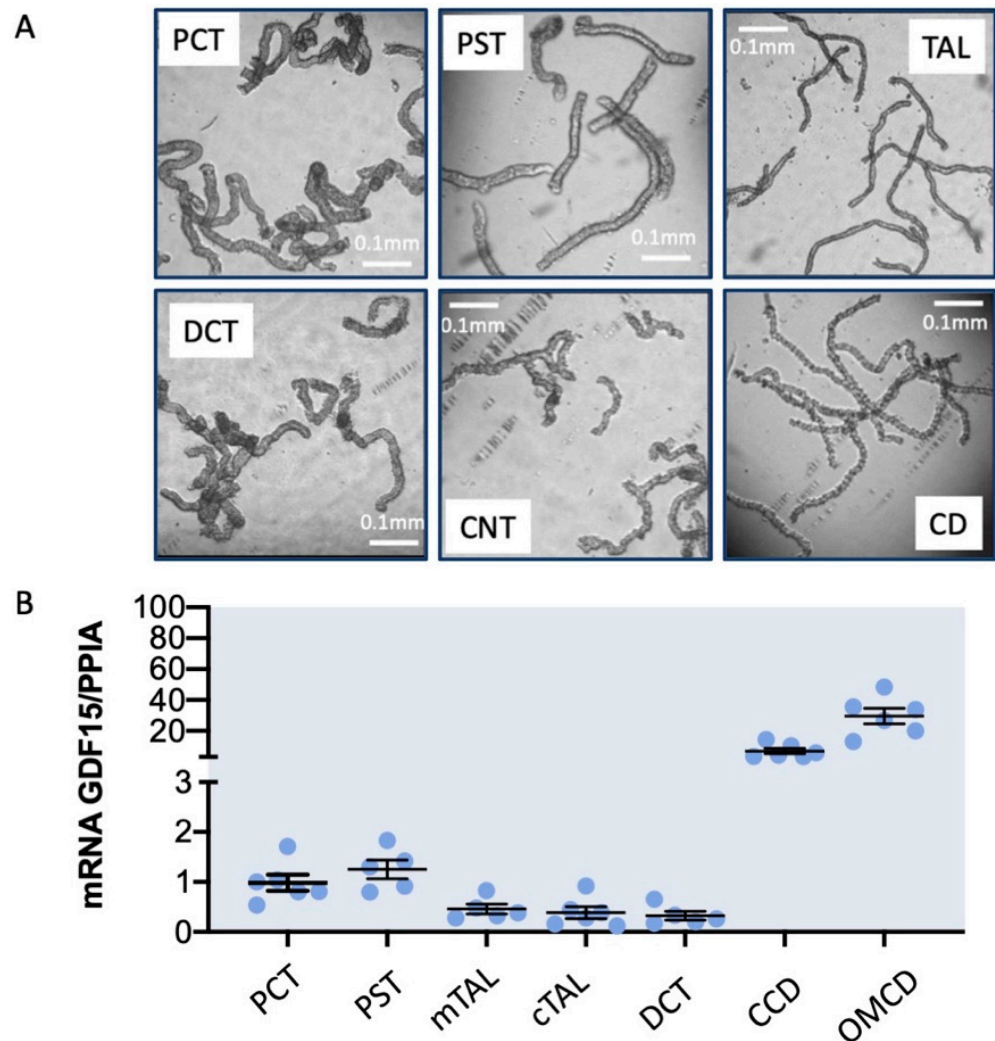 A
PCT
0.1mm
PST
0.1mm
TAL
0.1mm
DCT
0.1mm
CNT
0.1mm
CD
0.1mm
B
mRNA GDF15/PPIA
100
80
60
40
20
3
2
1
0
PCT
PST
mTAL
cTAL
DCT
CCD
OMCD